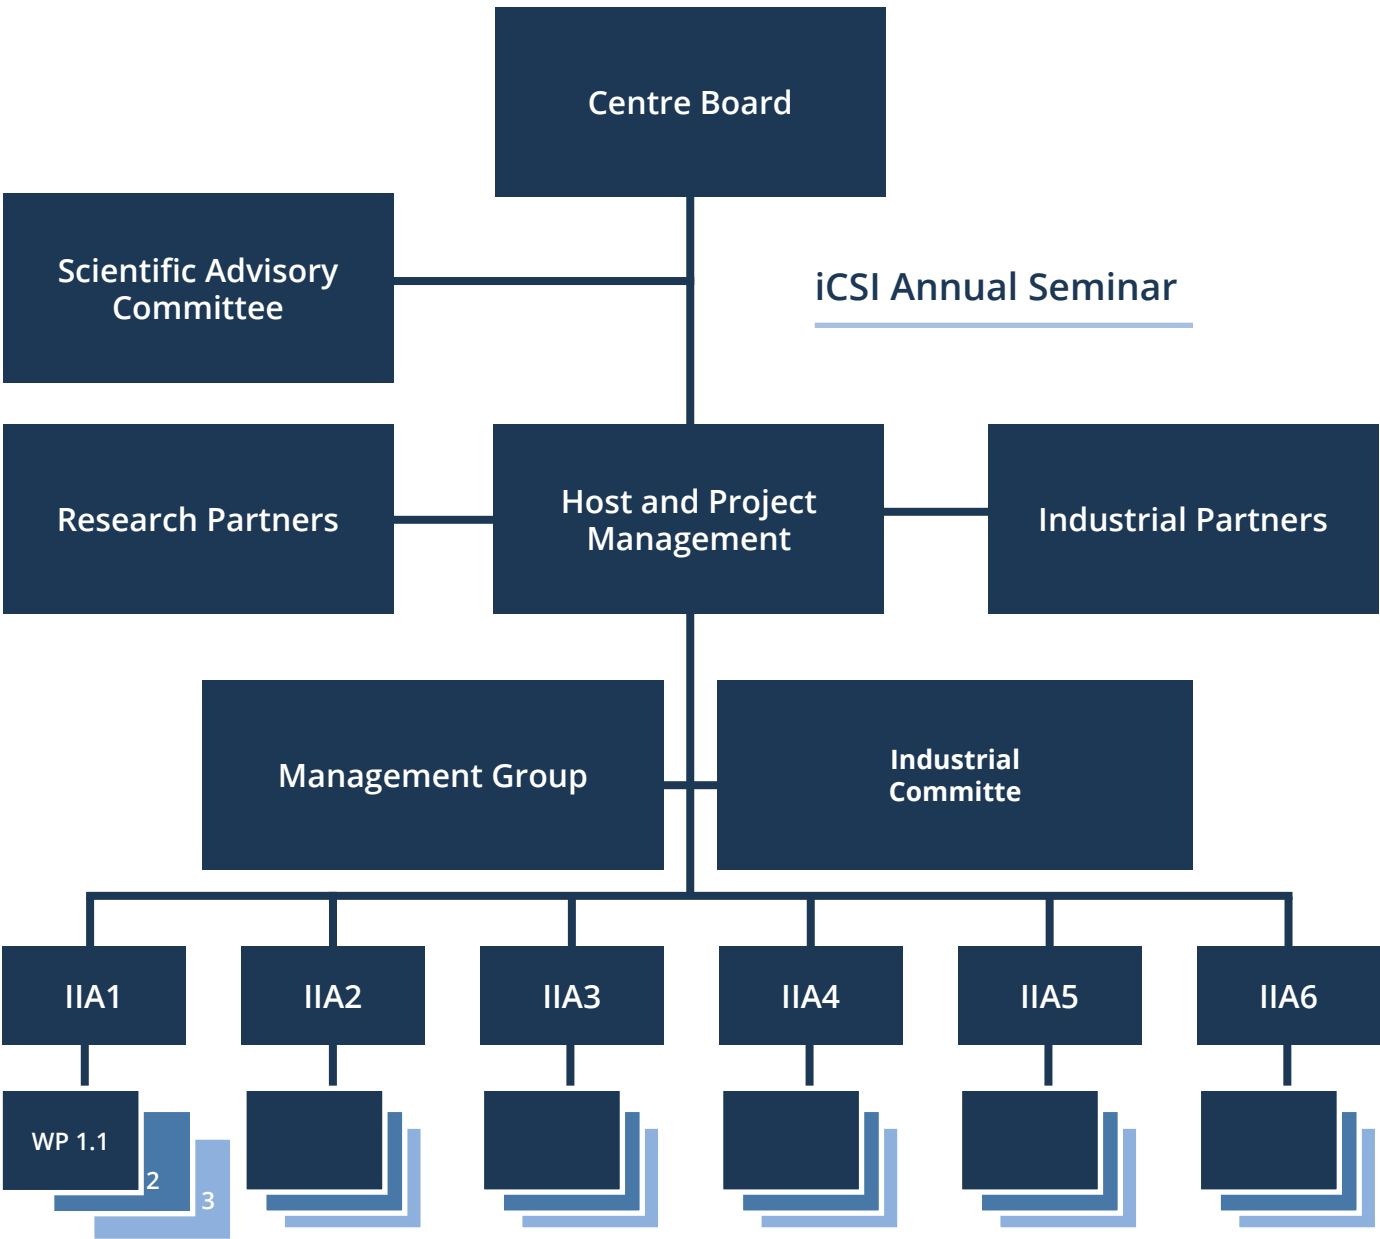 Centre Board
Scientific Advisory
Committee
iCSI Annual Seminar
Research Partners
Host and Project
Management
Industrial Partners
Management Group
Industrial
Committe
IIA1
IIA2
IIA3
IIA4
IIA5
IIA6
WP 1.1
2
3